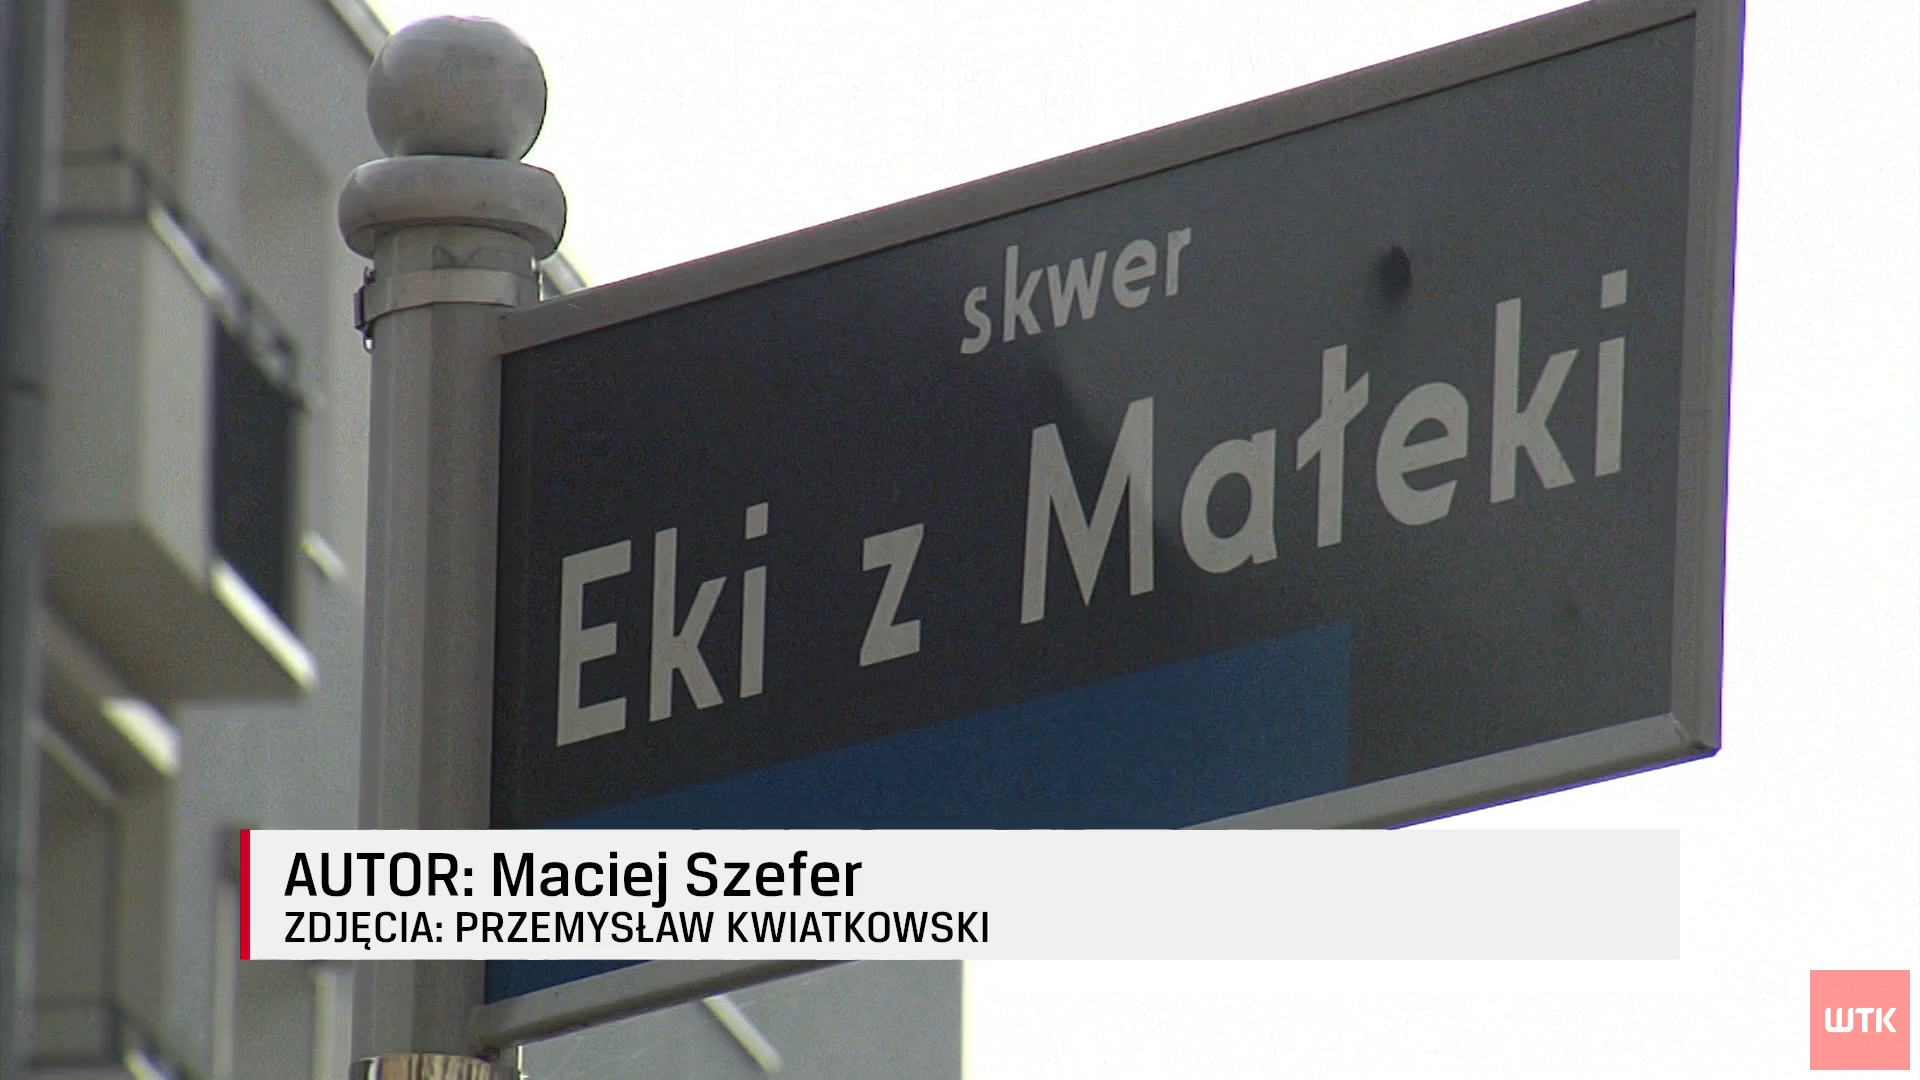 skwer
Eki z Małeki
AUTOR: Maciej Szefer
ZDJĘCIA: PRZEMYSŁAW KWIATKOWSKI
WTK